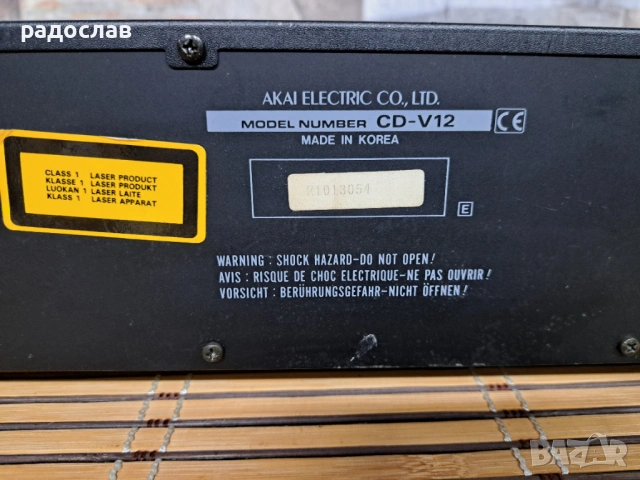 радослав
AKAI ELECTRIC CO., LTD.
MODEL NUMBER CD-V12
CE
MADE IN KOREA
CLASS 1 LASER PRODUCT
KLASSE 1 LASER PRODUKT
LUOKAN 1 LASER LAITE
KLASS 1 LASER APPARAT
R1013054
E
WARNING : SHOCK HAZARD-DO NOT OPEN!
AVIS : RISQUE DE CHOC ELECTRIQUE-NE PAS OUVRIR!
VORSICHT : BERÜHRUNGSGEFAHR-NICHT ÖFFNEN!
BAZAR